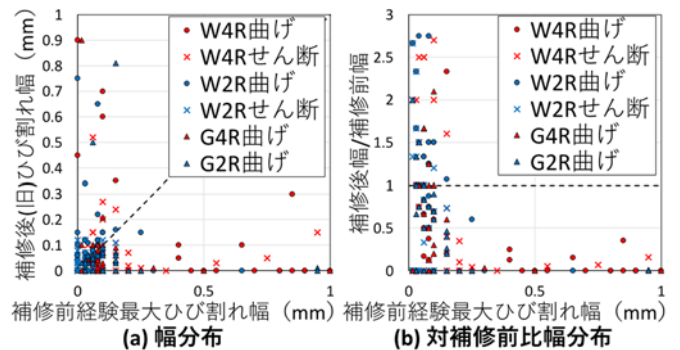 補修後(旧)ひび割れ幅(mm)
1
0.9
0.8
0.7
0.6
0.5
0.4
0.3
0.2
0.1
0
W4R曲げ
W4Rせん断
W2R曲げ
W2Rせん断
G4R曲げ
G2R曲げ
0
0.5
1
補修前経験最大ひび割れ幅(mm)
(a) 幅分布
補修後幅/補修前幅
3
2.5
2
1.5
1
0.5
0
W4R曲げ
W4Rせん断
W2R曲げ
W2Rせん断
G4R曲げ
G2R曲げ
0
0.5
1
補修前経験最大ひび割れ幅(mm)
(b) 対補修前比幅分布